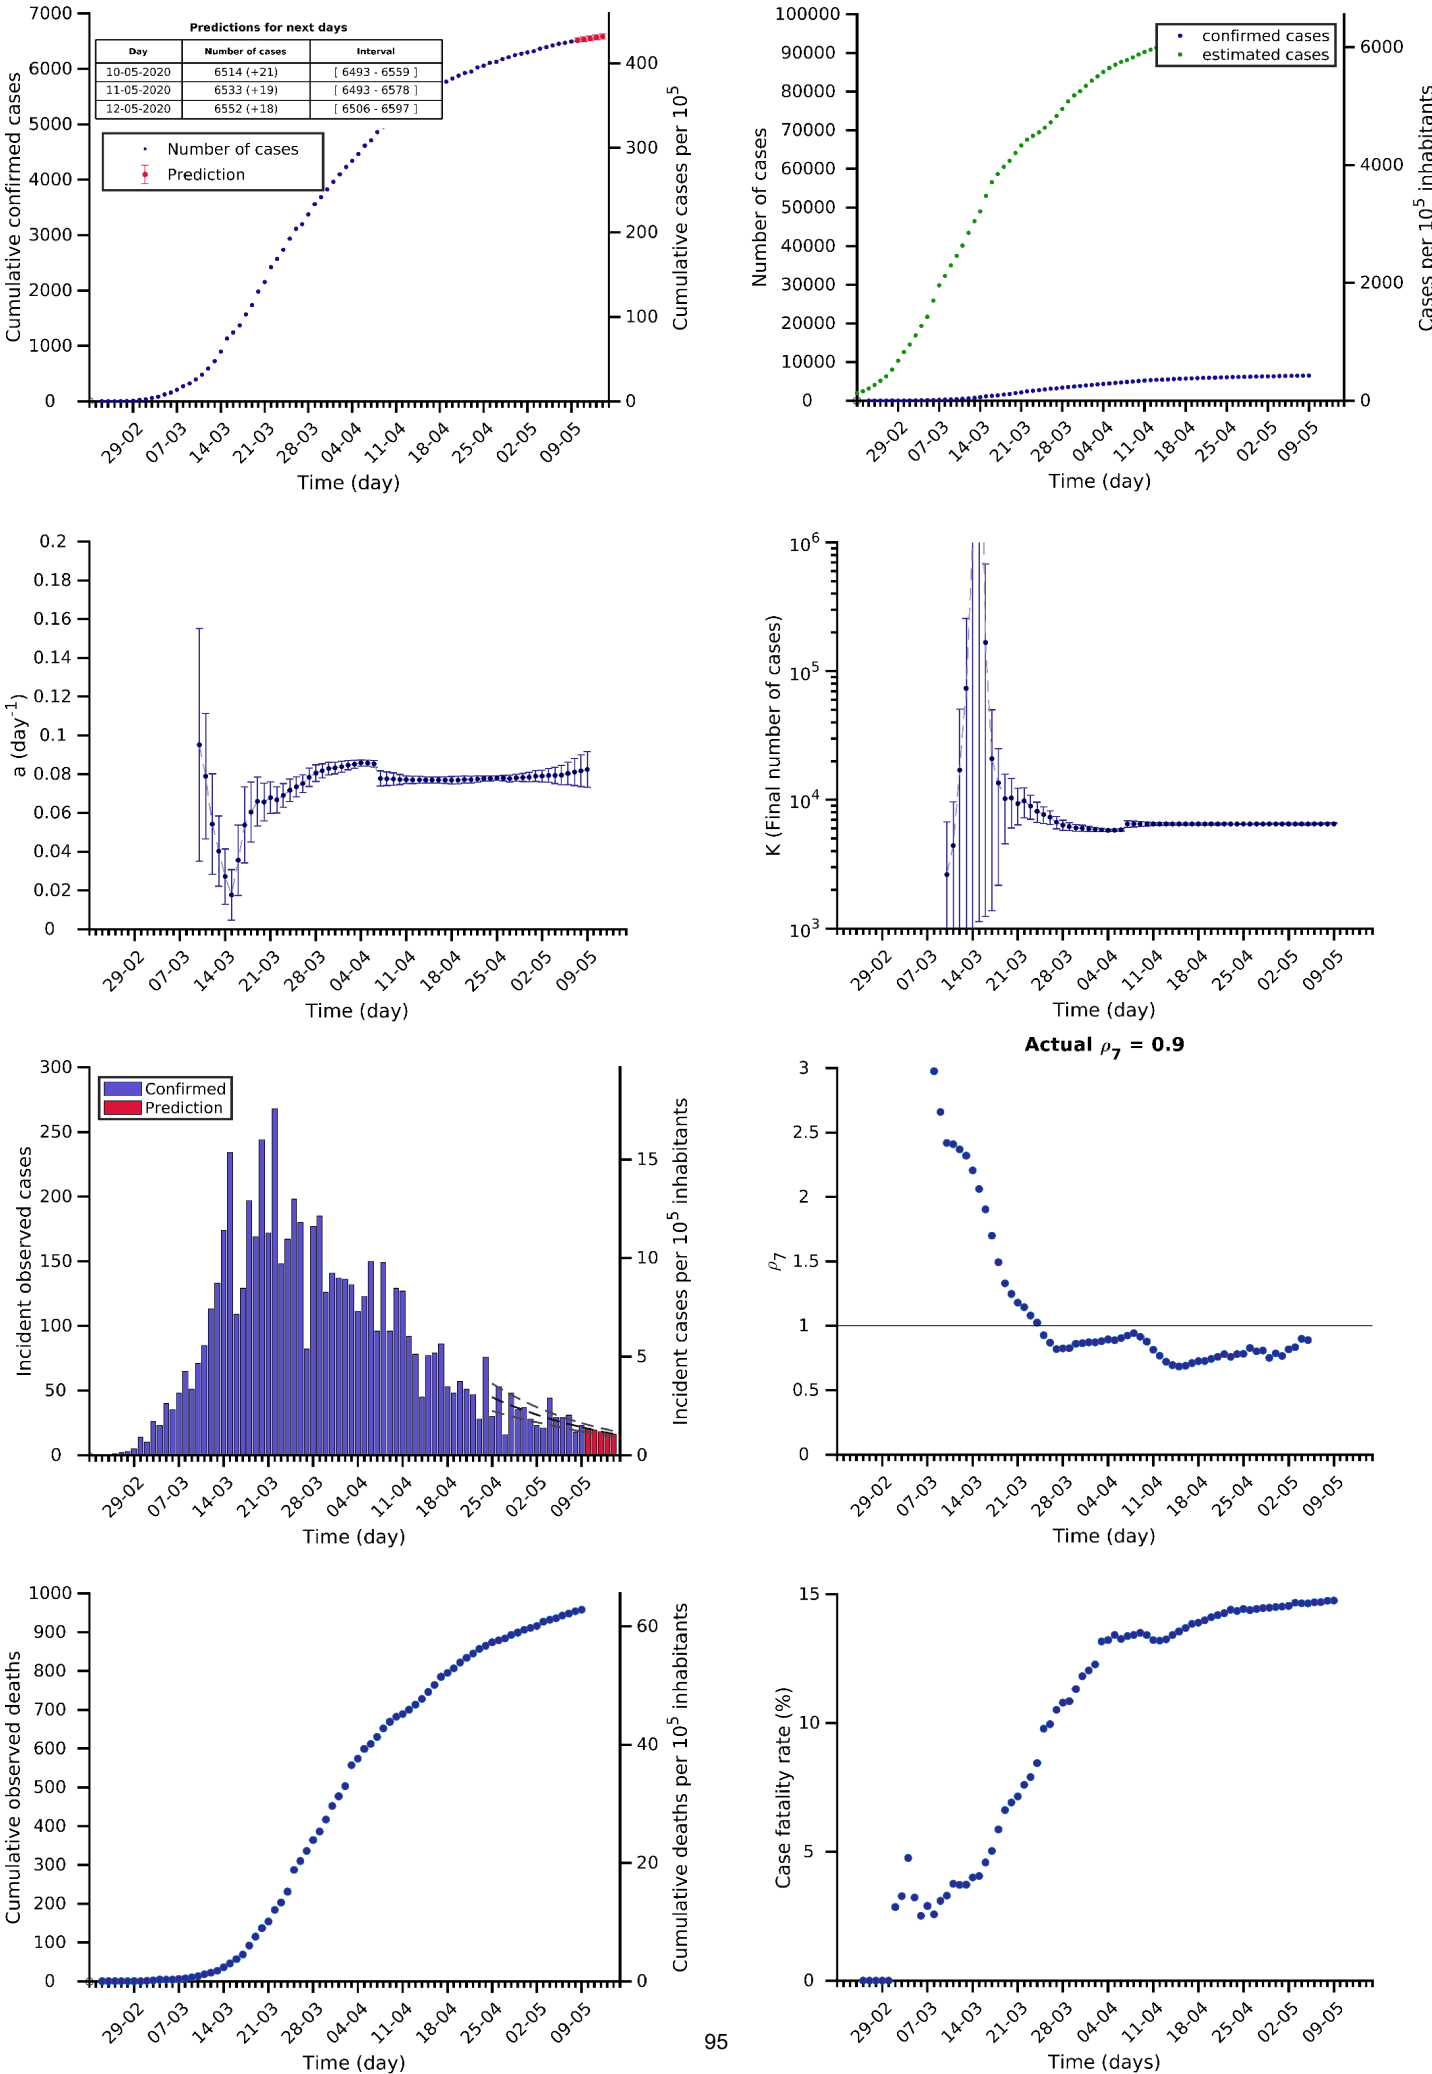 Predictions for next days
Day Number of cases Interval
10-05-2020 6514 (+21) [ 6493 - 6559 ]
11-05-2020 6533 (+19) [ 6493 - 6578 ]
12-05-2020 6552 (+18) [ 6506 - 6597 ]
Number of cases
Prediction
Cumulative confirmed cases
7000
6000
5000
4000
3000
2000
1000
0
Cumulative cases per 10^5
400
300
200
100
0
29-02 07-03 14-03 21-03 28-03 04-04 11-04 18-04 25-04 02-05 09-05
Time (day)
confirmed cases
estimated cases
Number of cases
100000
90000
80000
70000
60000
50000
40000
30000
20000
10000
0
Cases per 10^5 inhabitants
6000
4000
2000
0
29-02 07-03 14-03 21-03 28-03 04-04 11-04 18-04 25-04 02-05 09-05
Time (day)
a (day^-1)
0.2
0.18
0.16
0.14
0.12
0.1
0.08
0.06
0.04
0.02
0
29-02 07-03 14-03 21-03 28-03 04-04 11-04 18-04 25-04 02-05 09-05
Time (day)
K (Final number of cases)
10^6
10^5
10^4
10^3
29-02 07-03 14-03 21-03 28-03 04-04 11-04 18-04 25-04 02-05 09-05
Time (day)
Confirmed
Prediction
Incident observed cases
300
250
200
150
100
50
0
Incident cases per 10^5 inhabitants
15
10
5
0
29-02 07-03 14-03 21-03 28-03 04-04 11-04 18-04 25-04 02-05 09-05
Time (day)
Actual ρ7 = 0.9
ρ7
3
2.5
2
1.5
1
0.5
0
29-02 07-03 14-03 21-03 28-03 04-04 11-04 18-04 25-04 02-05 09-05
Time (day)
Cumulative observed deaths
1000
900
800
700
600
500
400
300
200
100
0
Cumulative deaths per 10^5 inhabitants
60
40
20
0
29-02 07-03 14-03 21-03 28-03 04-04 11-04 18-04 25-04 02-05 09-05
Time (day)
Case fatality rate (%)
15
10
5
0
29-02 07-03 14-03 21-03 28-03 04-04 11-04 18-04 25-04 02-05 09-05
Time (days)
95